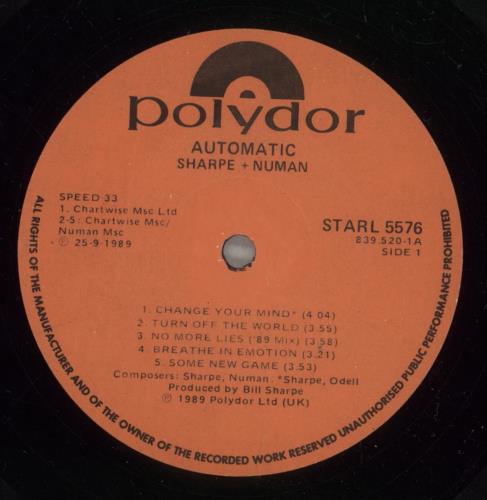 polydor
AUTOMATIC
SHARPE + NUMAN
SPEED 33
1. Chartwise Msc Ltd
2-5: Chartwise Msc/
Numan Msc
℗ 25-9-1989
STARL 5576
839.520-1A
SIDE 1
1. CHANGE YOUR MIND* (4 04)
2. TURN OFF THE WORLD (3.55)
3. NO MORE LIES ('89 Mix) (3.58)
4. BREATHE IN EMOTION (3.21)
5. SOME NEW GAME (3.53)
Composers: Sharpe, Numan. *Sharpe, Odell
Produced by Bill Sharpe
℗ 1989 Polydor Ltd (UK)
ALL RIGHTS OF THE MANUFACTURER AND OF THE OWNER OF THE RECORDED WORK RESERVED UNAUTHORISED PUBLIC PERFORMANCE PROHIBITED